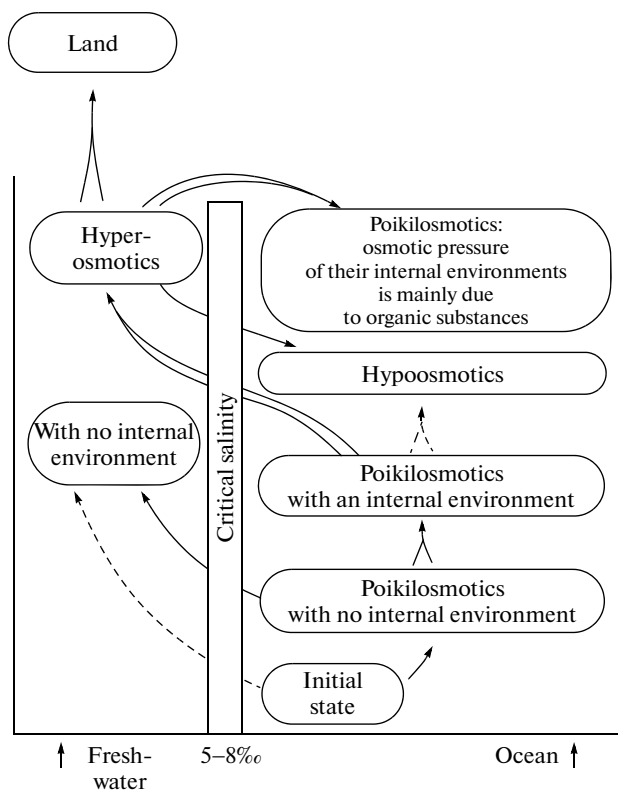 Land
Hyper-
osmotics
Poikilosmotics:
osmotic pressure
of their internal environments
is mainly due
to organic substances
Hypoosmotics
With no internal
environment
Critical salinity
Poikilosmotics
with an internal environment
Poikilosmotics
with no internal environment
Initial
state
Fresh-
water
5–8‰
Ocean